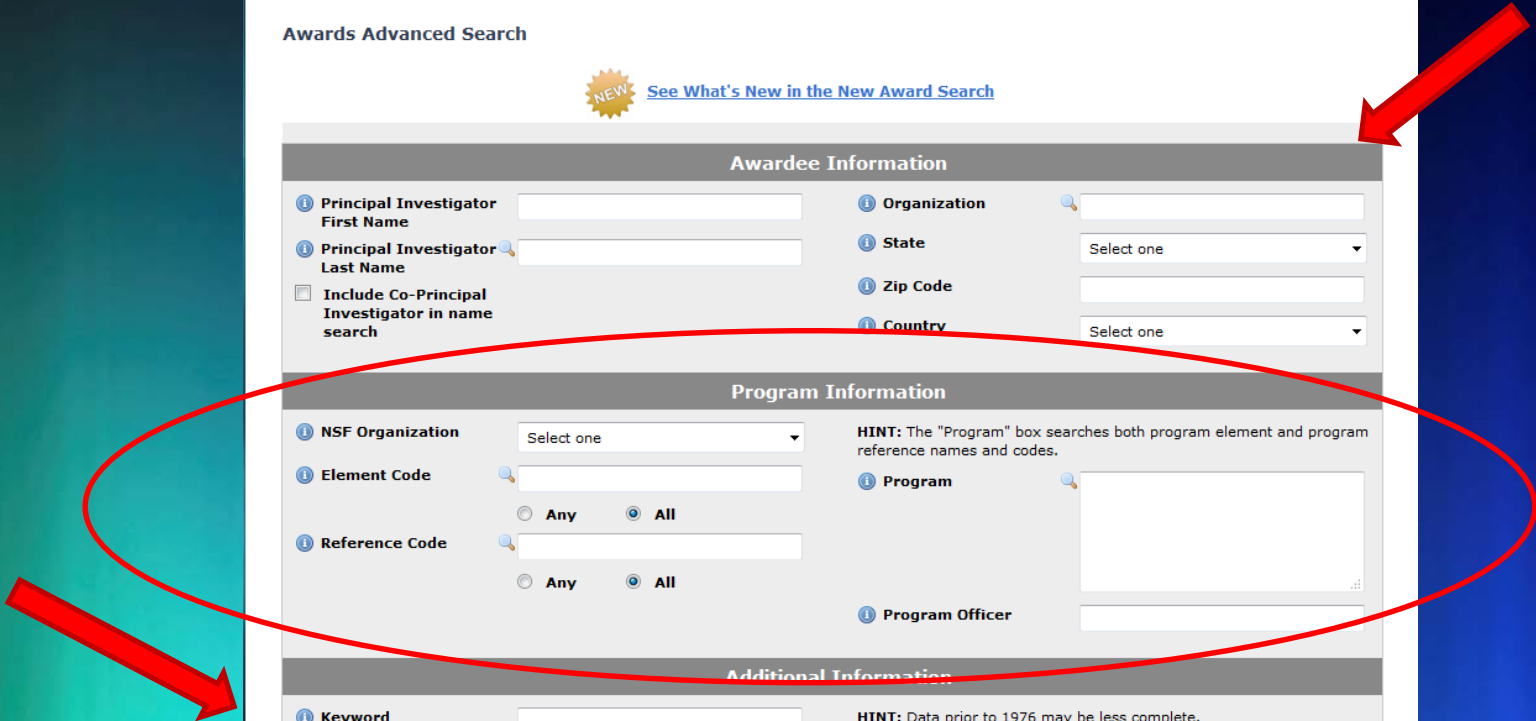 Awards Advanced Search
NEW
See What's New in the New Award Search
Awardee Information
Principal Investigator
First Name
Principal Investigator
Last Name
Include Co-Principal
Investigator in name
search
Organization
State
Select one
Zip Code
Country
Select one
Program Information
NSF Organization
Select one
Element Code
Any
All
Reference Code
Any
All
HINT: The "Program" box searches both program element and program
reference names and codes.
Program
Program Officer
Additional Information
Keyword
HINT: Data prior to 1976 may be less complete.